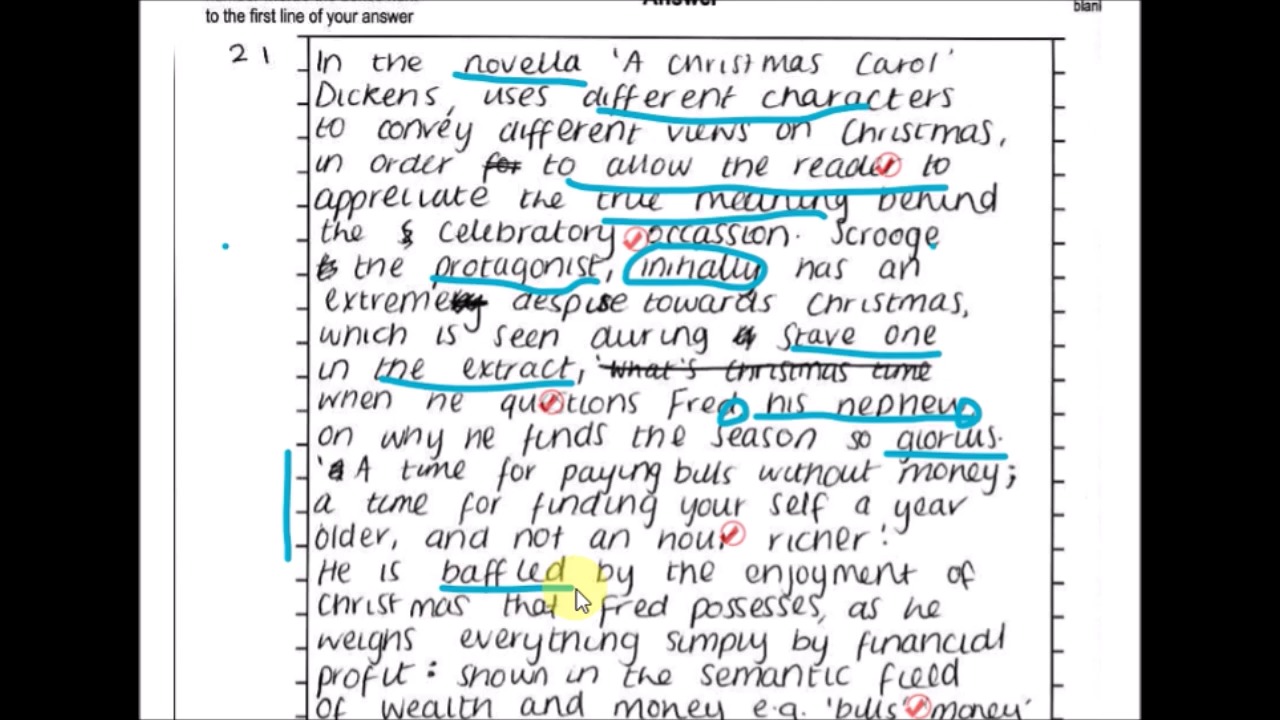 to the first line of your answer
Answer
blank
21
In the novella 'A Christmas Carol'
Dickens, uses different characters
to convey different views on Christmas,
in order for to allow the reader to
appreciate the true meaning behind
the celebratory occassion. Scrooge
the protagonist, initially has an
extreme despise towards Christmas,
which is seen during Stave one
in the extract, 'What's Christmas time
when he questions Fred, his nephew,
on why he finds the season so glorius.
'A time for paying bills without money;
a time for finding your self a year
older, and not an hour richer'.
He is baffled by the enjoyment of
Christmas that Fred possesses, as he
weighs everything simply by financial
profit: shown in the semantic field
of wealth and money e.g. 'bills' 'money'